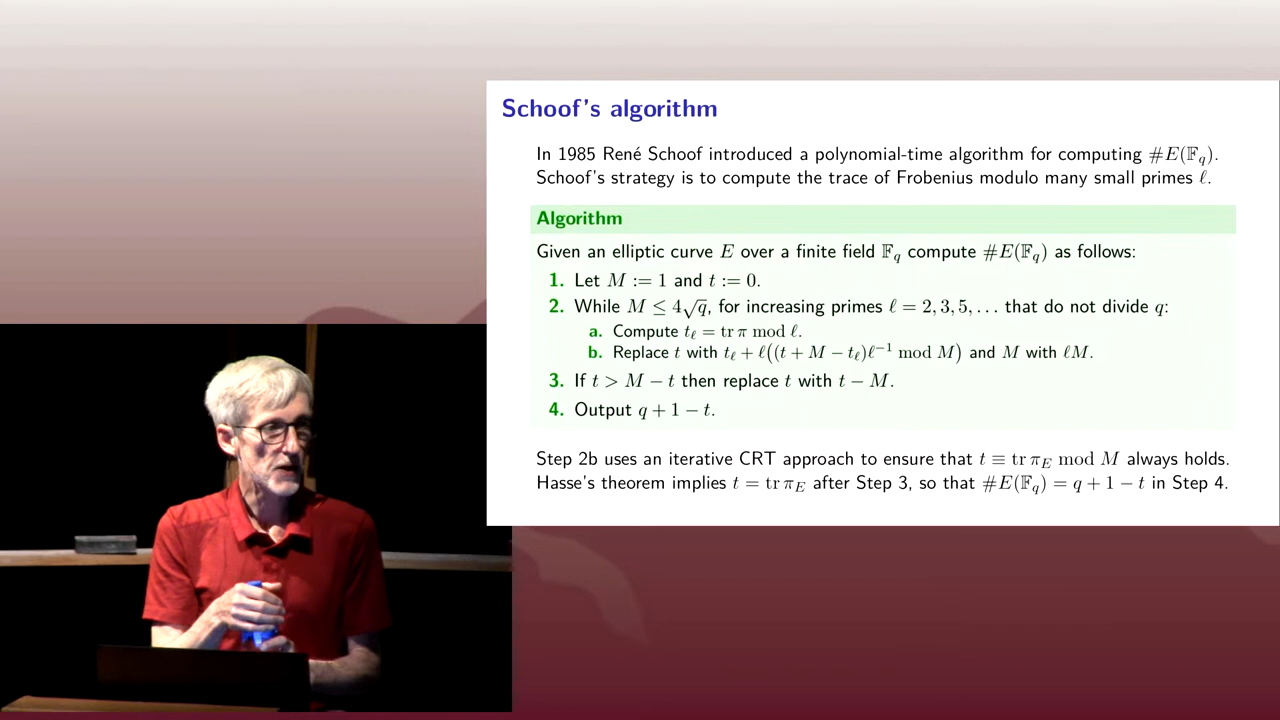 Schoof's algorithm
In 1985 René Schoof introduced a polynomial-time algorithm for computing #E(𝔽_q).
Schoof's strategy is to compute the trace of Frobenius modulo many small primes ℓ.
Algorithm
Given an elliptic curve E over a finite field 𝔽_q compute #E(𝔽_q) as follows:
1. Let M := 1 and t := 0.
2. While M ≤ 4√q, for increasing primes ℓ = 2, 3, 5, . . . that do not divide q:
a. Compute t_ℓ = tr π mod ℓ.
b. Replace t with t_ℓ + ℓ((t + M − t_ℓ)ℓ⁻¹ mod M) and M with ℓM.
3. If t > M − t then replace t with t − M.
4. Output q + 1 − t.
Step 2b uses an iterative CRT approach to ensure that t ≡ tr π_E mod M always holds.
Hasse's theorem implies t = tr π_E after Step 3, so that #E(𝔽_q) = q + 1 − t in Step 4.